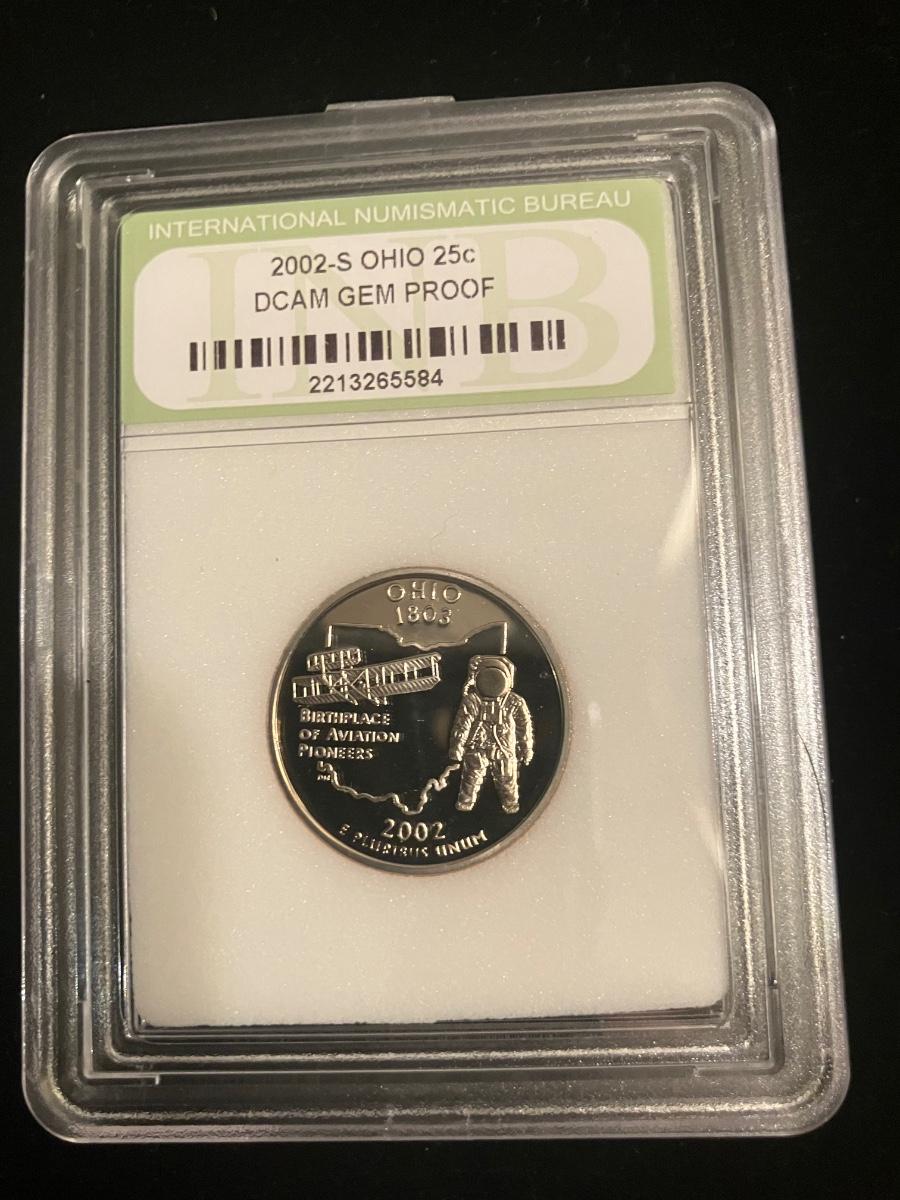 INTERNATIONAL NUMISMATIC BUREAU
INB
2002-S OHIO 25c
DCAM GEM PROOF
2213265584
OHIO
1803
BIRTHPLACE
OF AVIATION
PIONEERS
2002
E PLURIBUS UNUM